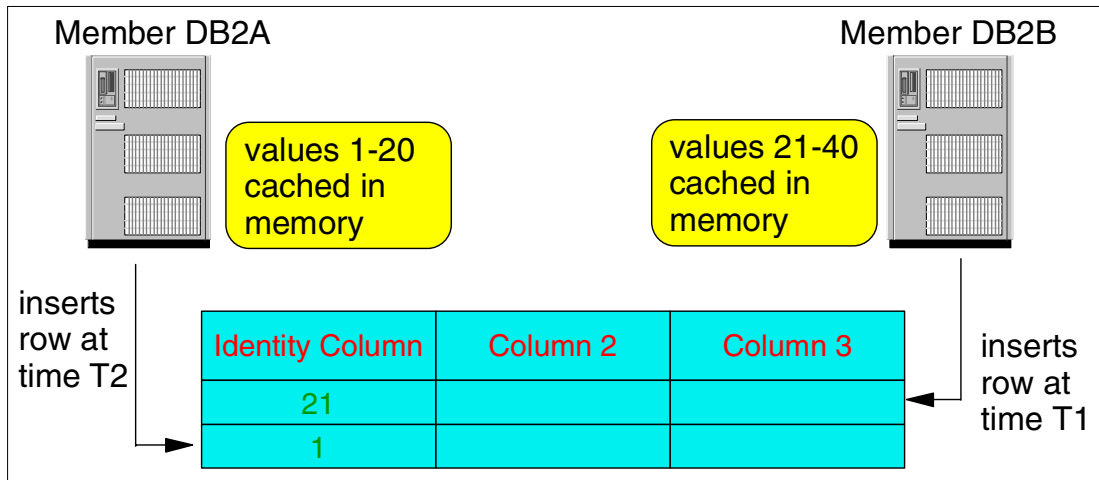 Member DB2A
Member DB2B
values 1-20
cached in
memory
values 21-40
cached in
memory
inserts
row at
time T2
Identity Column
Column 2
Column 3
21
1
inserts
row at
time T1